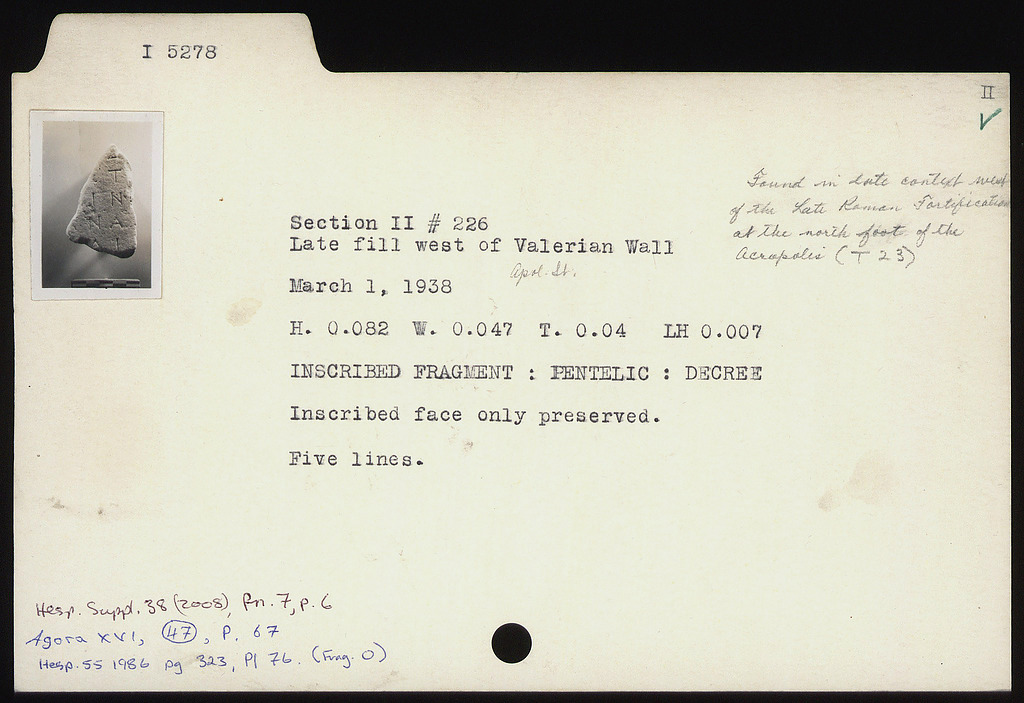 I 5278
II
✓
Found in late context west
of the Late Roman Fortification
at the north foot of the
Acropolis (T 23)
T
I N
N A
I
Section II # 226
Late fill west of Valerian Wall
Apol. St.
March 1, 1938
H. 0.082 W. 0.047 T. 0.04 LH 0.007
INSCRIBED FRAGMENT : PENTELIC : DECREE
Inscribed face only preserved.
Five lines.
Hesp. Suppl. 38 (2008), fn. 7, p. 6
Agora XVI, 47, p. 67
Hesp. 55 1986 pg 323, Pl 76. (Frag. O)